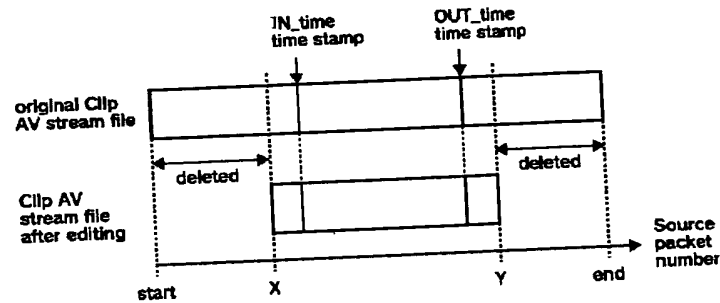 IN_time
time stamp
OUT_time
time stamp
original Clip
AV stream file
deleted
deleted
Clip AV
stream file
after editing
Source
packet
number
start
X
Y
end